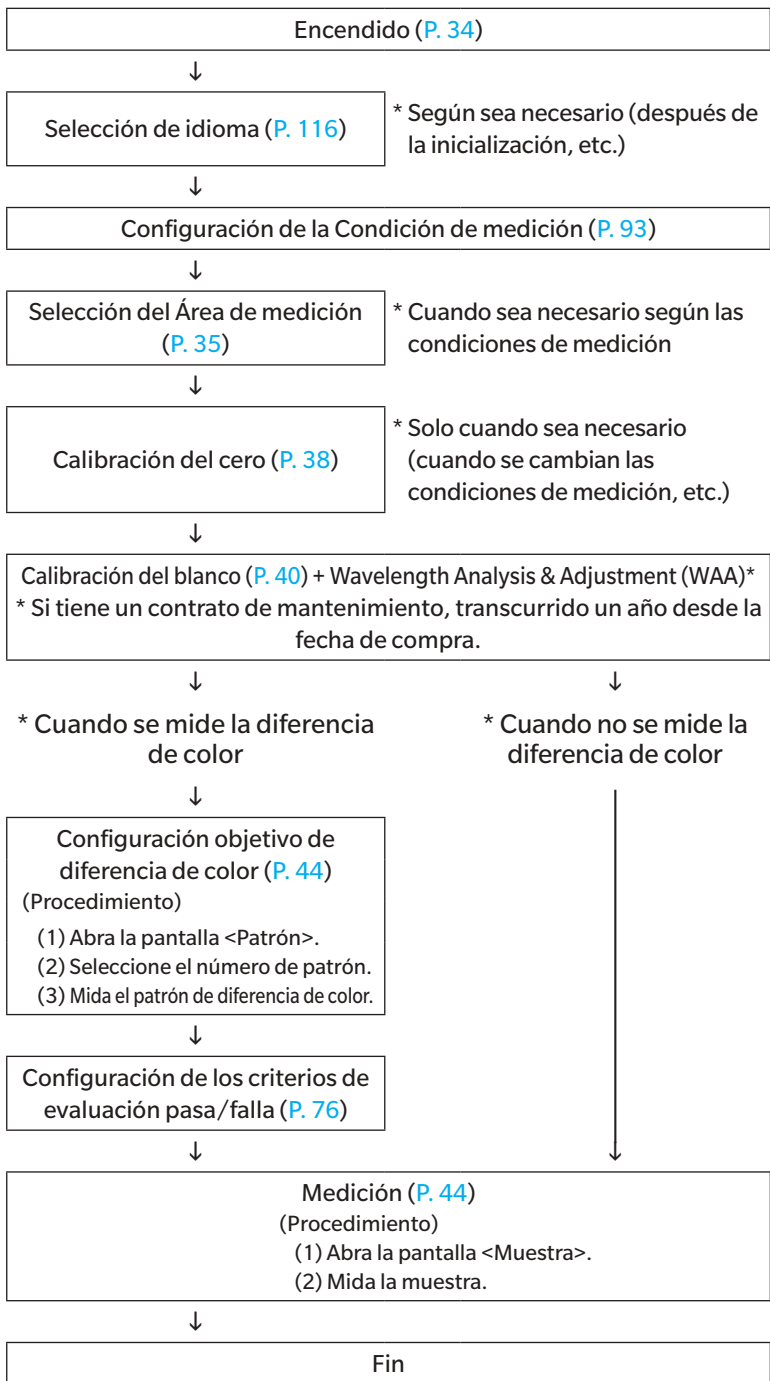 Encendido (P. 34)
↓
Selección de idioma (P. 116)
* Según sea necesario (después de
la inicialización, etc.)
↓
Configuración de la Condición de medición (P. 93)
↓
Selección del Área de medición
(P. 35)
* Cuando sea necesario según las
condiciones de medición
↓
Calibración del cero (P. 38)
* Solo cuando sea necesario
(cuando se cambian las
condiciones de medición, etc.)
↓
Calibración del blanco (P. 40) + Wavelength Analysis & Adjustment (WAA)*
* Si tiene un contrato de mantenimiento, transcurrido un año desde la
fecha de compra.
↓
* Cuando se mide la diferencia
de color
↓
Configuración objetivo de
diferencia de color (P. 44)
(Procedimiento)
(1) Abra la pantalla <Patrón>.
(2) Seleccione el número de patrón.
(3) Mida el patrón de diferencia de color.
↓
Configuración de los criterios de
evaluación pasa/falla (P. 76)
↓
↓
* Cuando no se mide la
diferencia de color
↓
Medición (P. 44)
(Procedimiento)
(1) Abra la pantalla <Muestra>.
(2) Mida la muestra.
↓
Fin